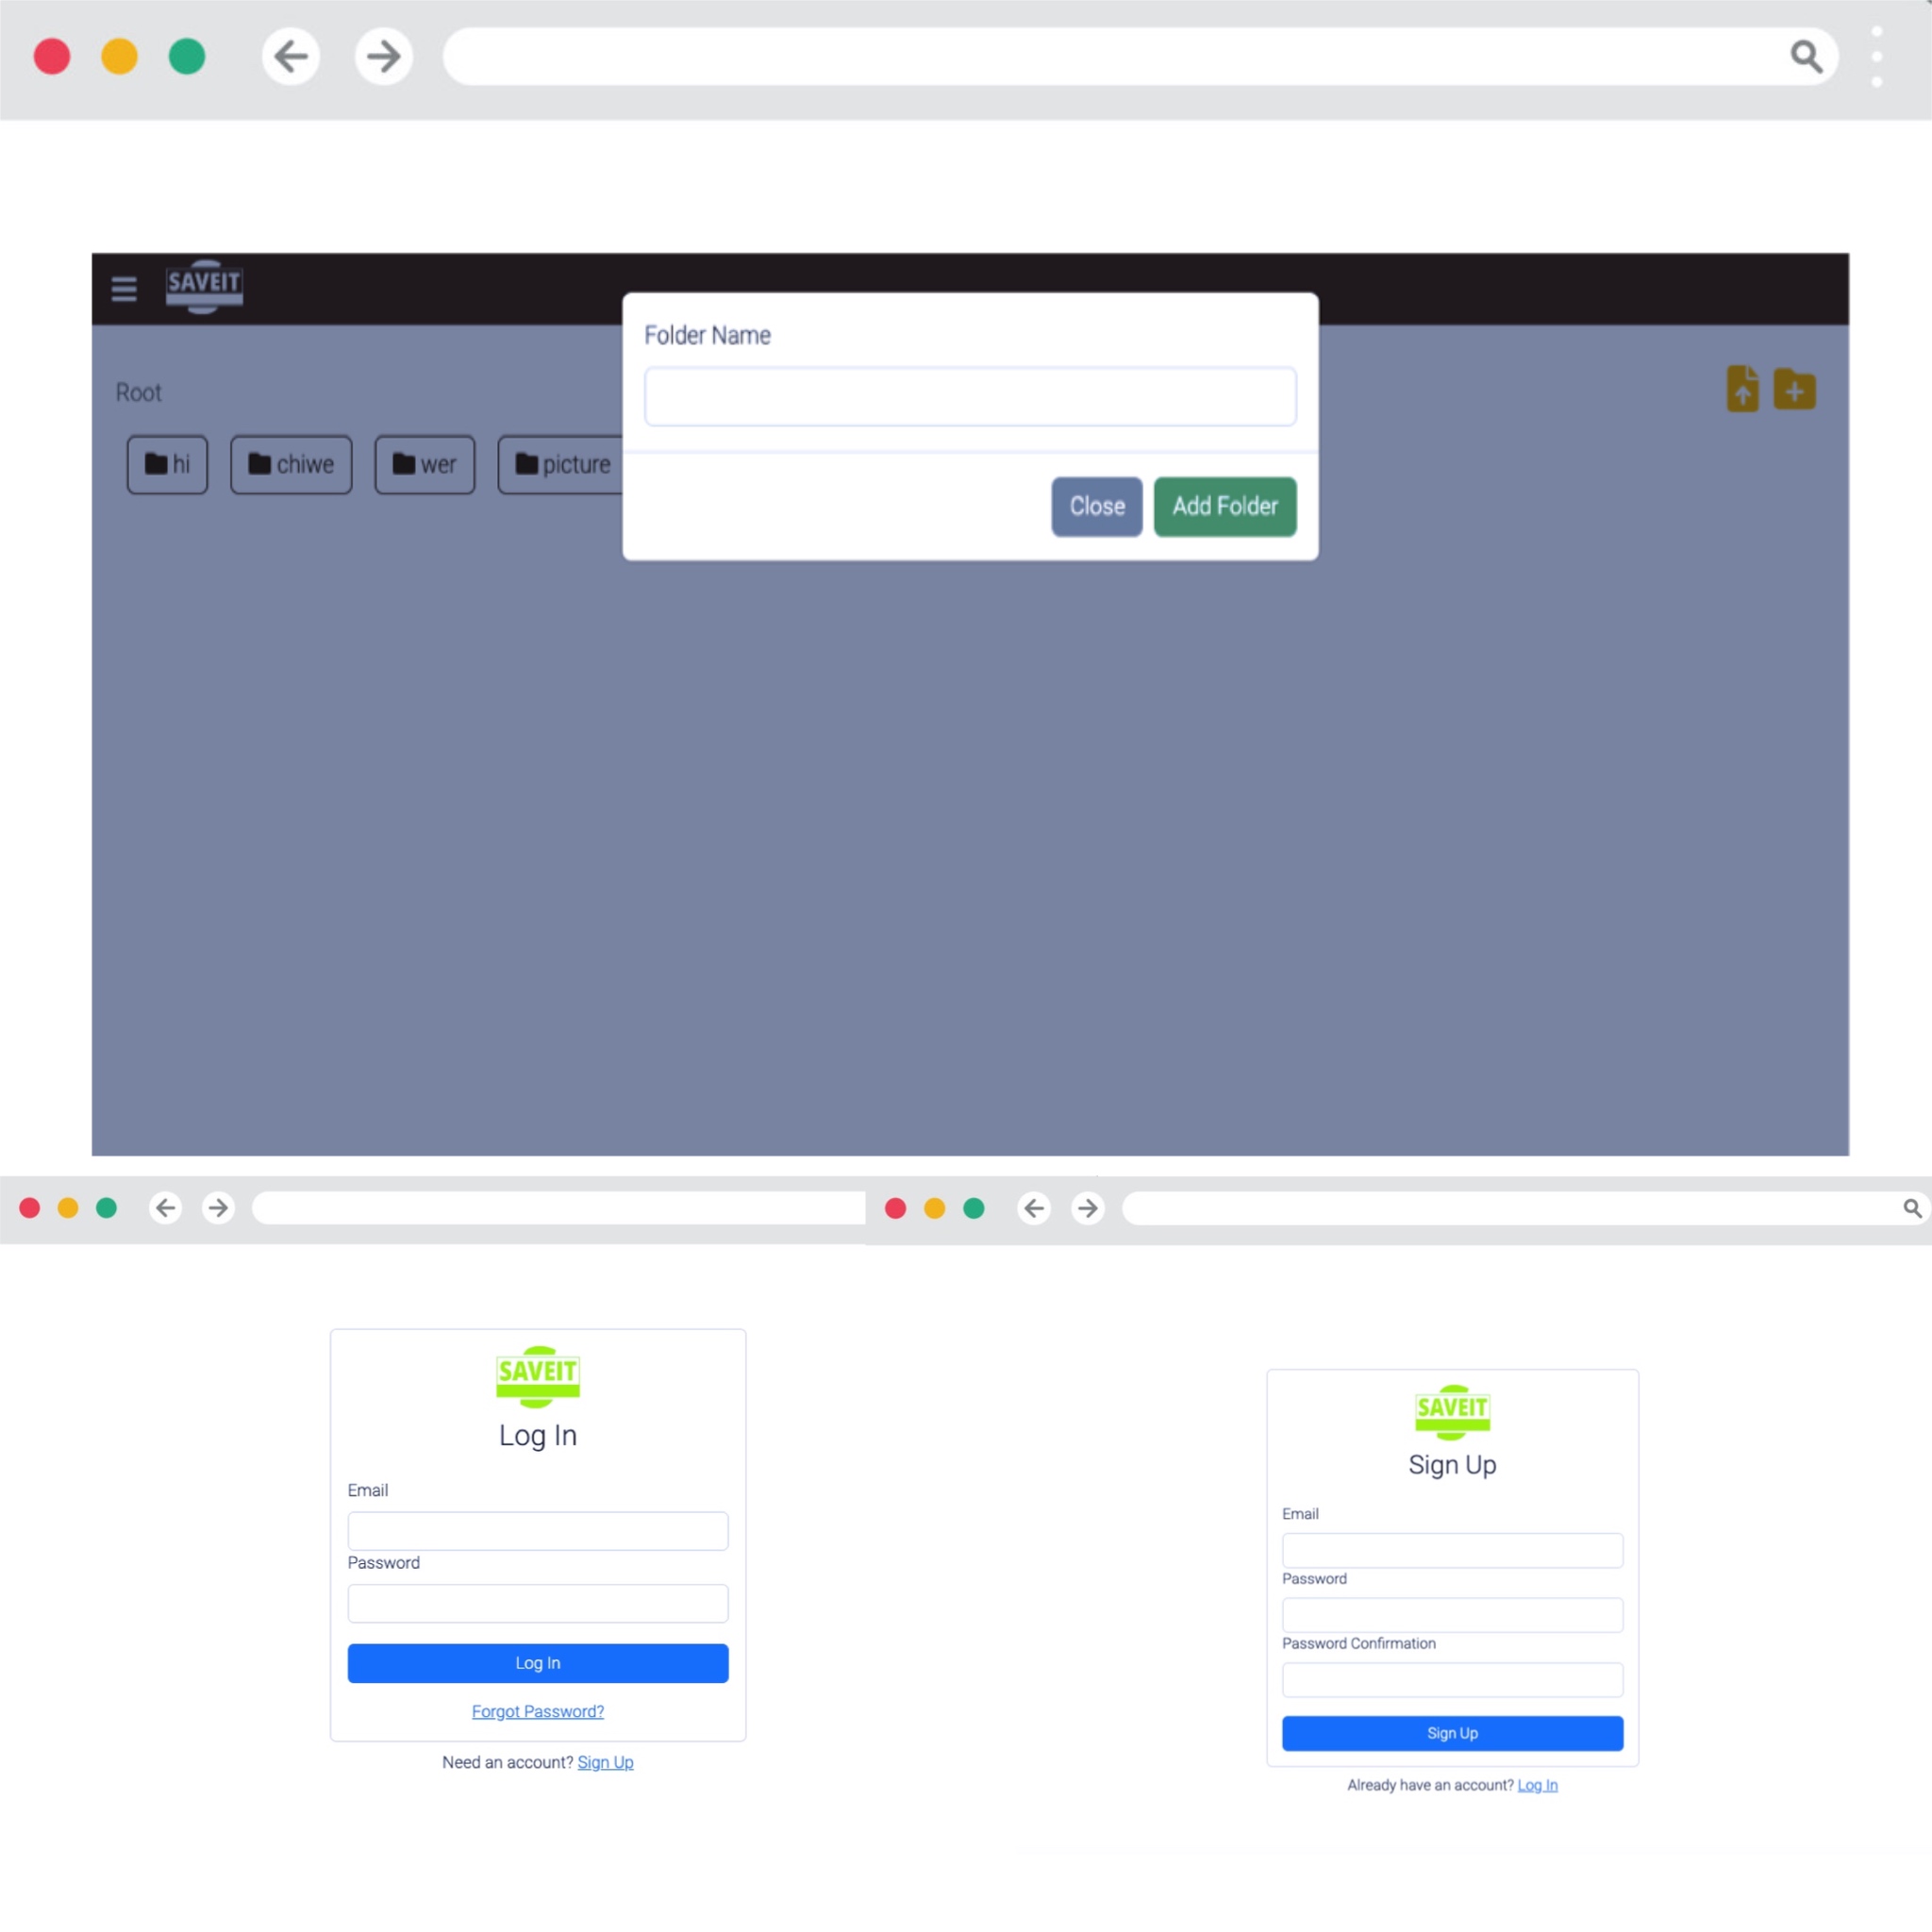 SAVEIT
Folder Name
Root
hi chiwe wer picture
Close Add Folder
SAVEIT
Log In
Email
Password
Log In
Forgot Password?
Need an account? Sign Up
SAVEIT
Sign Up
Email
Password
Password Confirmation
Sign Up
Already have an account? Log In